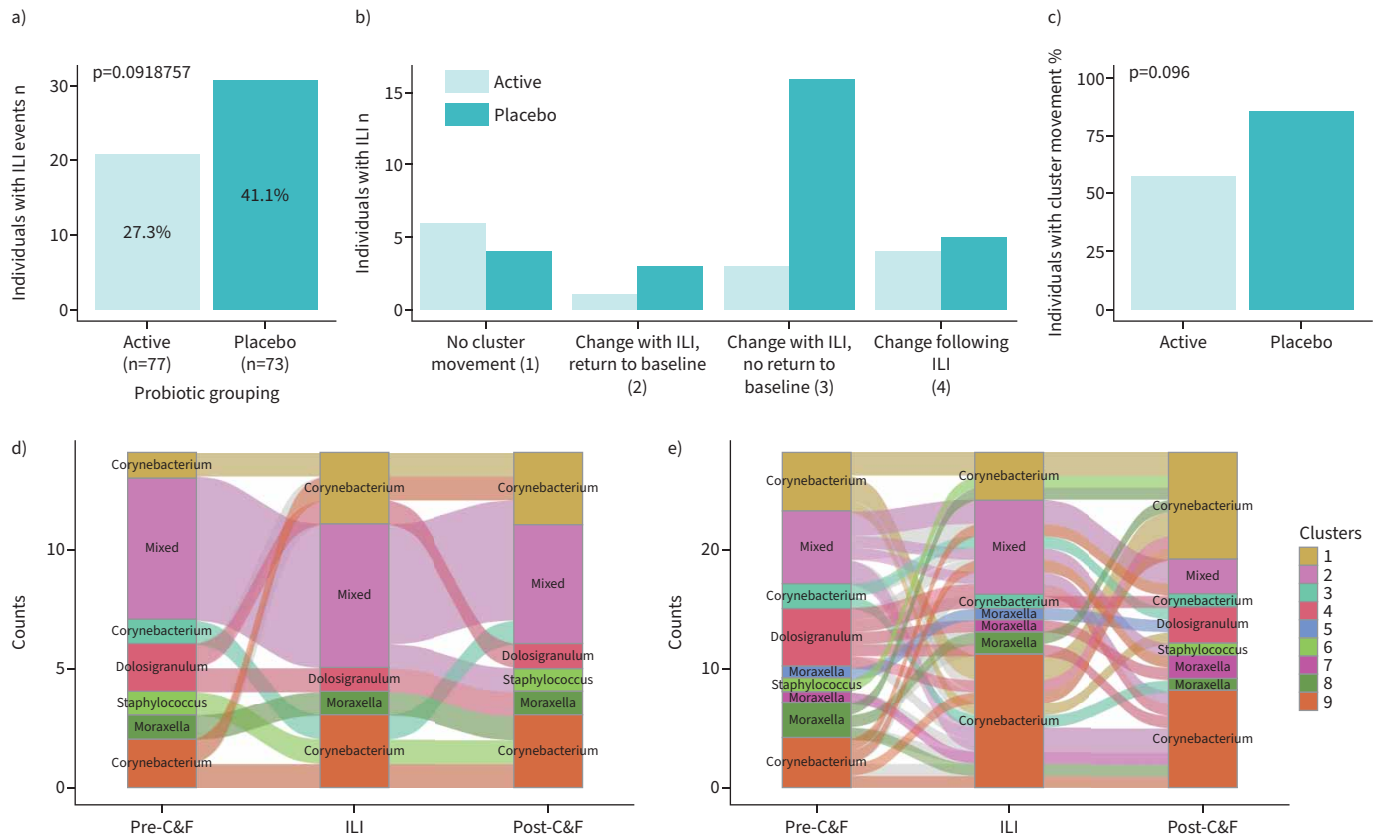 a)
Individuals with ILI events n
p=0.0918757
30
20
10
0
27.3%
41.1%
Active
(n=77)
Placebo
(n=73)
Probiotic grouping
b)
Individuals with ILI n
15
10
5
0
Active
Placebo
No cluster
movement (1)
Change with ILI,
return to baseline
(2)
Change with ILI,
no return to
baseline (3)
Change following
ILI
(4)
c)
Individuals with cluster movement %
p=0.096
100
75
50
25
0
Active
Placebo
d)
Counts
10
5
0
Corynebacterium
Mixed
Corynebacterium
Dolosigranulum
Staphylococcus
Moraxella
Corynebacterium
Corynebacterium
Mixed
Dolosigranulum
Moraxella
Corynebacterium
Corynebacterium
Mixed
Dolosigranulum
Staphylococcus
Moraxella
Corynebacterium
Pre-C&F
ILI
Post-C&F
e)
Counts
20
10
0
Corynebacterium
Mixed
Corynebacterium
Dolosigranulum
Moraxella
Staphylococcus
Moraxella
Moraxella
Corynebacterium
Corynebacterium
Mixed
Corynebacterium
Moraxella
Moraxella
Moraxella
Corynebacterium
Corynebacterium
Mixed
Corynebacterium
Dolosigranulum
Staphylococcus
Moraxella
Moraxella
Corynebacterium
Pre-C&F
ILI
Post-C&F
Clusters
1
2
3
4
5
6
7
8
9